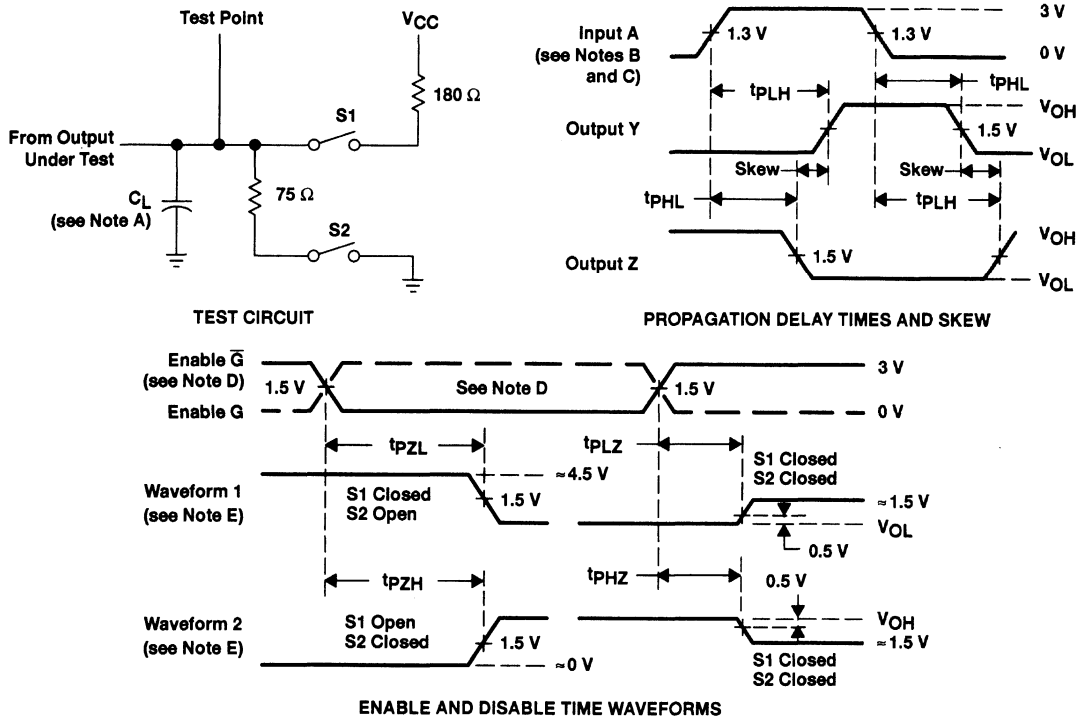 Test Point
VCC
180 Ω
S1
From Output
Under Test
CL
(see Note A)
75 Ω
S2
TEST CIRCUIT
Input A
(see Notes B
and C)
1.3 V
1.3 V
3 V
0 V
tPLH
tPHL
Output Y
1.5 V
VOH
VOL
Skew
Skew
tPHL
tPLH
Output Z
1.5 V
VOH
VOL
PROPAGATION DELAY TIMES AND SKEW
Enable G̅
(see Note D)
1.5 V
See Note D
1.5 V
3 V
Enable G
0 V
tPZL
tPLZ
Waveform 1
(see Note E)
S1 Closed
S2 Open
≈4.5 V
1.5 V
S1 Closed
S2 Closed
≈1.5 V
VOL
0.5 V
tPZH
tPHZ
0.5 V
Waveform 2
(see Note E)
S1 Open
S2 Closed
1.5 V
≈0 V
VOH
≈1.5 V
S1 Closed
S2 Closed
ENABLE AND DISABLE TIME WAVEFORMS